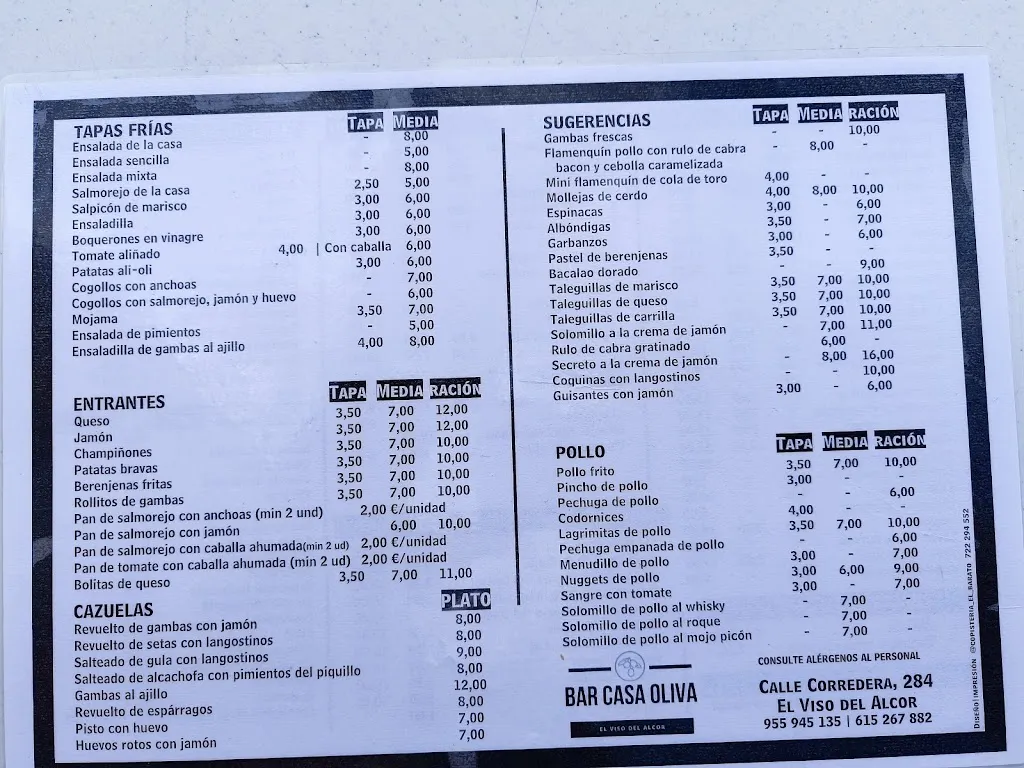 TAPAS FRÍAS TAPA MEDIA
Ensalada de la casa - 8,00
Ensalada sencilla - 5,00
Ensalada mixta - 8,00
Salmorejo de la casa 2,50 5,00
Salpicón de marisco 3,00 6,00
Ensaladilla 3,00 6,00
Boquerones en vinagre 3,00 6,00
Tomate aliñado 4,00 | Con caballa 6,00
Patatas ali-oli 3,00 6,00
Cogollos con anchoas - 7,00
Cogollos con salmorejo, jamón y huevo - 6,00
Mojama 3,50 7,00
Ensalada de pimientos - 5,00
Ensaladilla de gambas al ajillo 4,00 8,00
ENTRANTES TAPA MEDIA RACIÓN
Queso 3,50 7,00 12,00
Jamón 3,50 7,00 12,00
Champiñones 3,50 7,00 10,00
Patatas bravas 3,50 7,00 10,00
Berenjenas fritas 3,50 7,00 10,00
Rollitos de gambas 3,50 7,00 10,00
Pan de salmorejo con anchoas (min 2 und) 2,00 €/unidad
Pan de salmorejo con jamón 6,00 10,00
Pan de salmorejo con caballa ahumada(min 2 ud) 2,00 €/unidad
Pan de tomate con caballa ahumada (min 2 ud) 2,00 €/unidad
Bolitas de queso 3,50 7,00 11,00
CAZUELAS PLATO
Revuelto de gambas con jamón 8,00
Revuelto de setas con langostinos 8,00
Salteado de gula con langostinos 9,00
Salteado de alcachofa con pimientos del piquillo 8,00
Gambas al ajillo 12,00
Revuelto de espárragos 8,00
Pisto con huevo 7,00
Huevos rotos con jamón 7,00
SUGERENCIAS TAPA MEDIA RACIÓN
Gambas frescas - - 10,00
Flamenquín pollo con rulo de cabra - 8,00 -
bacon y cebolla caramelizada
Mini flamenquín de cola de toro 4,00 - -
Mollejas de cerdo 4,00 8,00 10,00
Espinacas 3,00 - 6,00
Albóndigas 3,50 - 7,00
Garbanzos 3,00 - 6,00
Pastel de berenjenas 3,50 - -
Bacalao dorado 9,00
Taleguillas de marisco 3,50 7,00 10,00
Taleguillas de queso 3,50 7,00 10,00
Taleguillas de carrilla 3,50 7,00 10,00
Solomillo a la crema de jamón - 7,00 11,00
Rulo de cabra gratinado 6,00 -
Secreto a la crema de jamón - 8,00 16,00
Coquinas con langostinos - 10,00
Guisantes con jamón 3,00 - 6,00
POLLO TAPA MEDIA RACIÓN
Pollo frito 3,50 7,00 10,00
Pincho de pollo 3,00 - -
Pechuga de pollo - - 6,00
Codornices 4,00 - -
Lagrimitas de pollo 3,50 7,00 10,00
Pechuga empanada de pollo - - 6,00
Menudillo de pollo 3,00 - 7,00
Nuggets de pollo 3,00 6,00 9,00
Sangre con tomate 3,00 - 7,00
Solomillo de pollo al whisky - 7,00 -
Solomillo de pollo al roque - 7,00 -
Solomillo de pollo al mojo picón - 7,00 -
BAR CASA OLIVA
EL VISO DEL ALCOR
CONSULTE ALÉRGENOS AL PERSONAL
CALLE CORREDERA, 284
EL VISO DEL ALCOR
955 945 135 | 615 267 882
DISEÑO|IMPRESIÓN @COPISTERIA_EL_BARATO 722 294 552